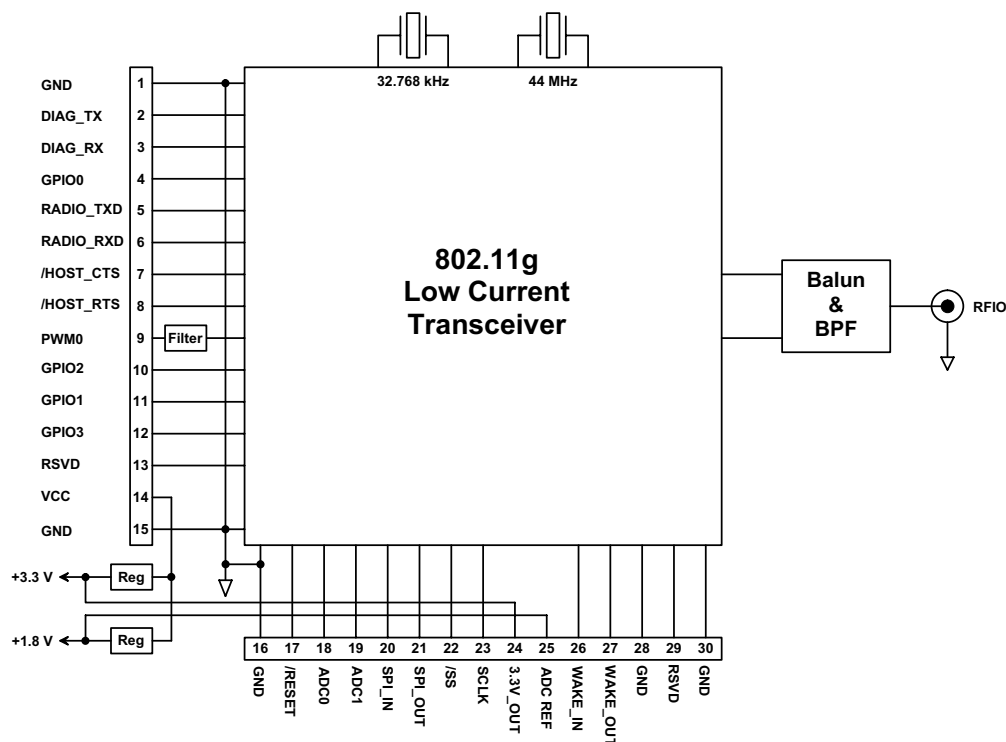 32.768 kHz
44 MHz
GND 1
DIAG_TX 2
DIAG_RX 3
GPIO0 4
RADIO_TXD 5
RADIO_RXD 6
/HOST_CTS 7
/HOST_RTS 8
PWM0 9 Filter
GPIO2 10
GPIO1 11
GPIO3 12
RSVD 13
VCC 14
GND 15
802.11g
Low Current
Transceiver
Balun
&
BPF
RFIO
+3.3 V Reg
+1.8 V Reg
16 17 18 19 20 21 22 23 24 25 26 27 28 29 30
GND
/RESET
ADC0
ADC1
SPI_IN
SPI_OUT
/SS
SCLK
3.3V_OUT
ADC REF
WAKE_IN
WAKE_OUT
GND
RSVD
GND